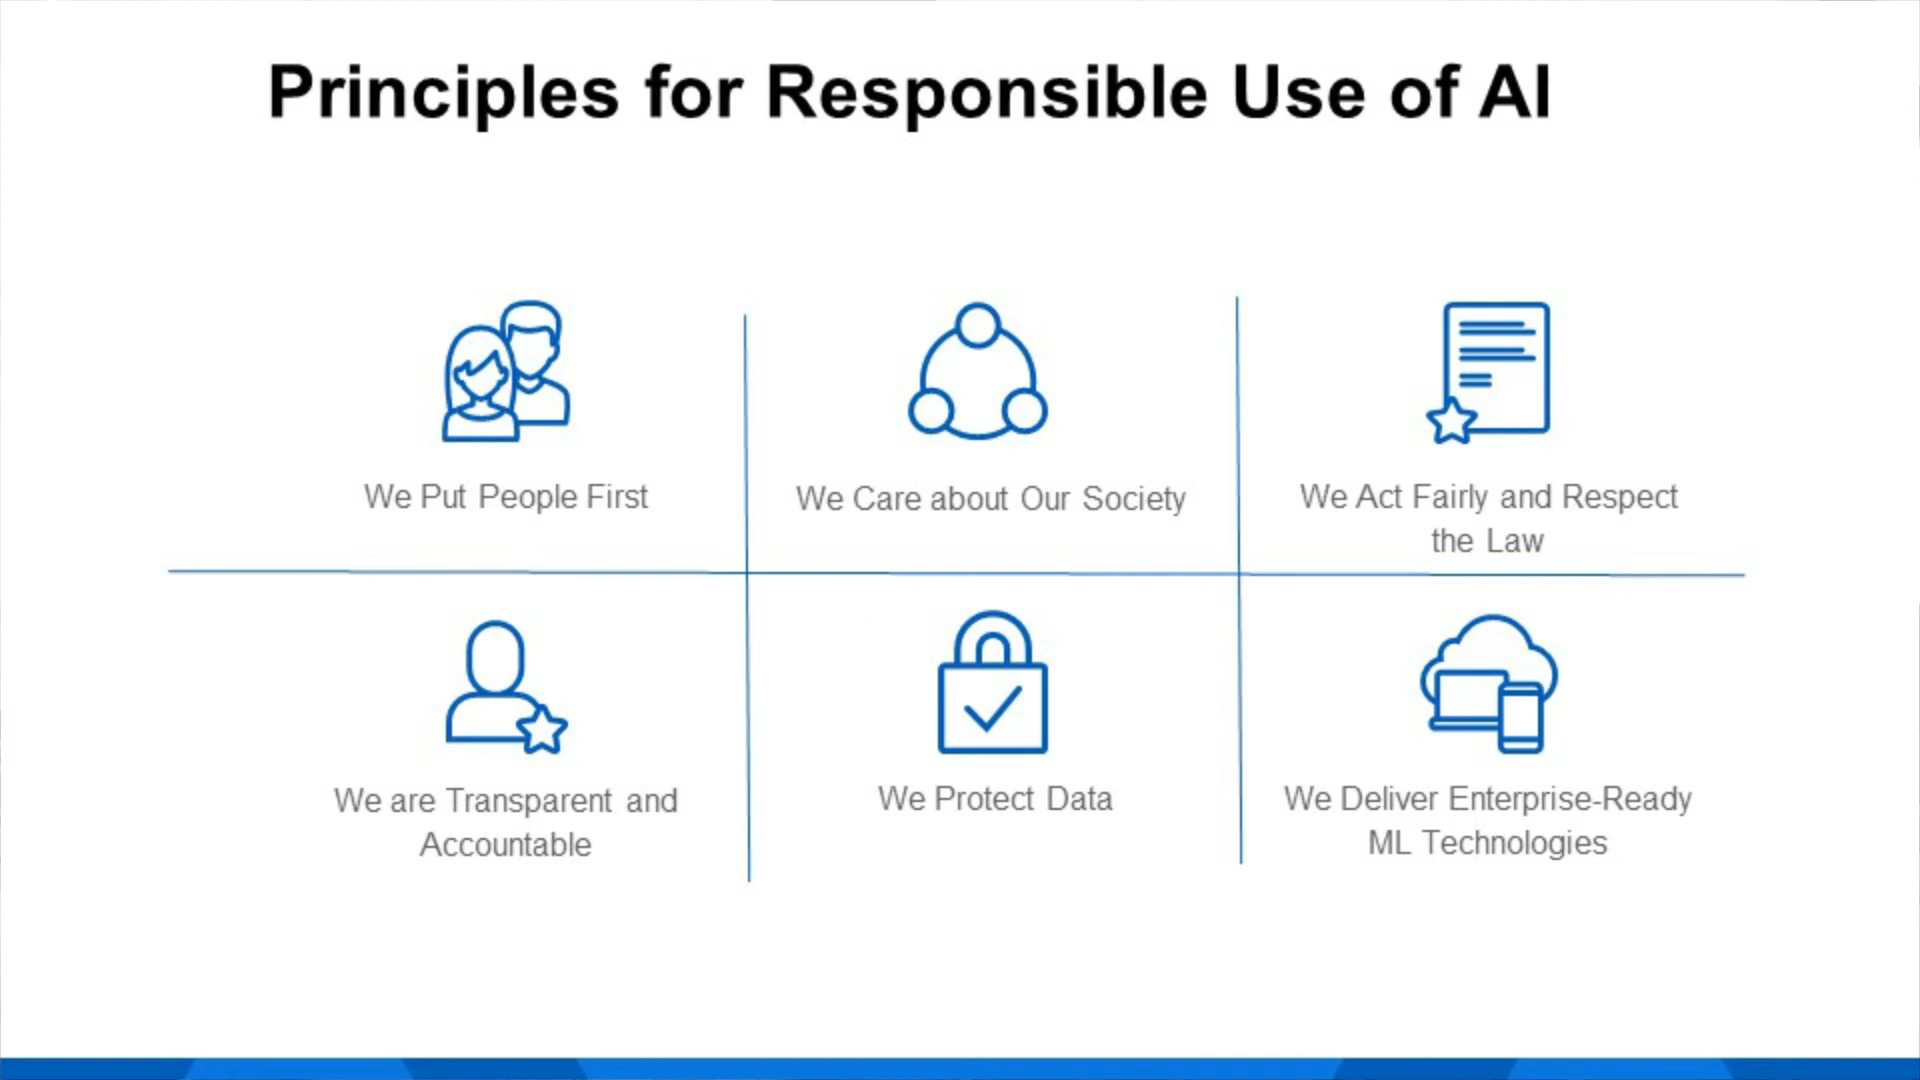 Principles for Responsible Use of AI
We Put People First
We Care about Our Society
We Act Fairly and Respect
the Law
We are Transparent and
Accountable
We Protect Data
We Deliver Enterprise-Ready
ML Technologies